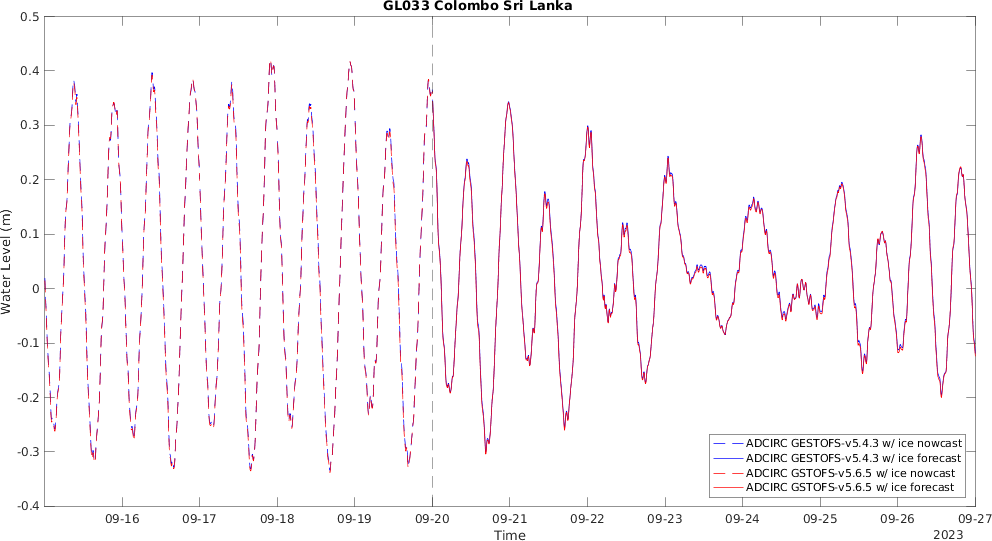 GL033 Colombo Sri Lanka
0.5
0.4
0.3
0.2
0.1
0
-0.1
-0.2
-0.3
-0.4
Water Level (m)
ADCIRC GESTOFS-v5.4.3 w/ ice nowcast
ADCIRC GESTOFS-v5.4.3 w/ ice forecast
ADCIRC GSTOFS-v5.6.5 w/ ice nowcast
ADCIRC GSTOFS-v5.6.5 w/ ice forecast
09-16 09-17 09-18 09-19 09-20 09-21 09-22 09-23 09-24 09-25 09-26 09-27
Time
2023